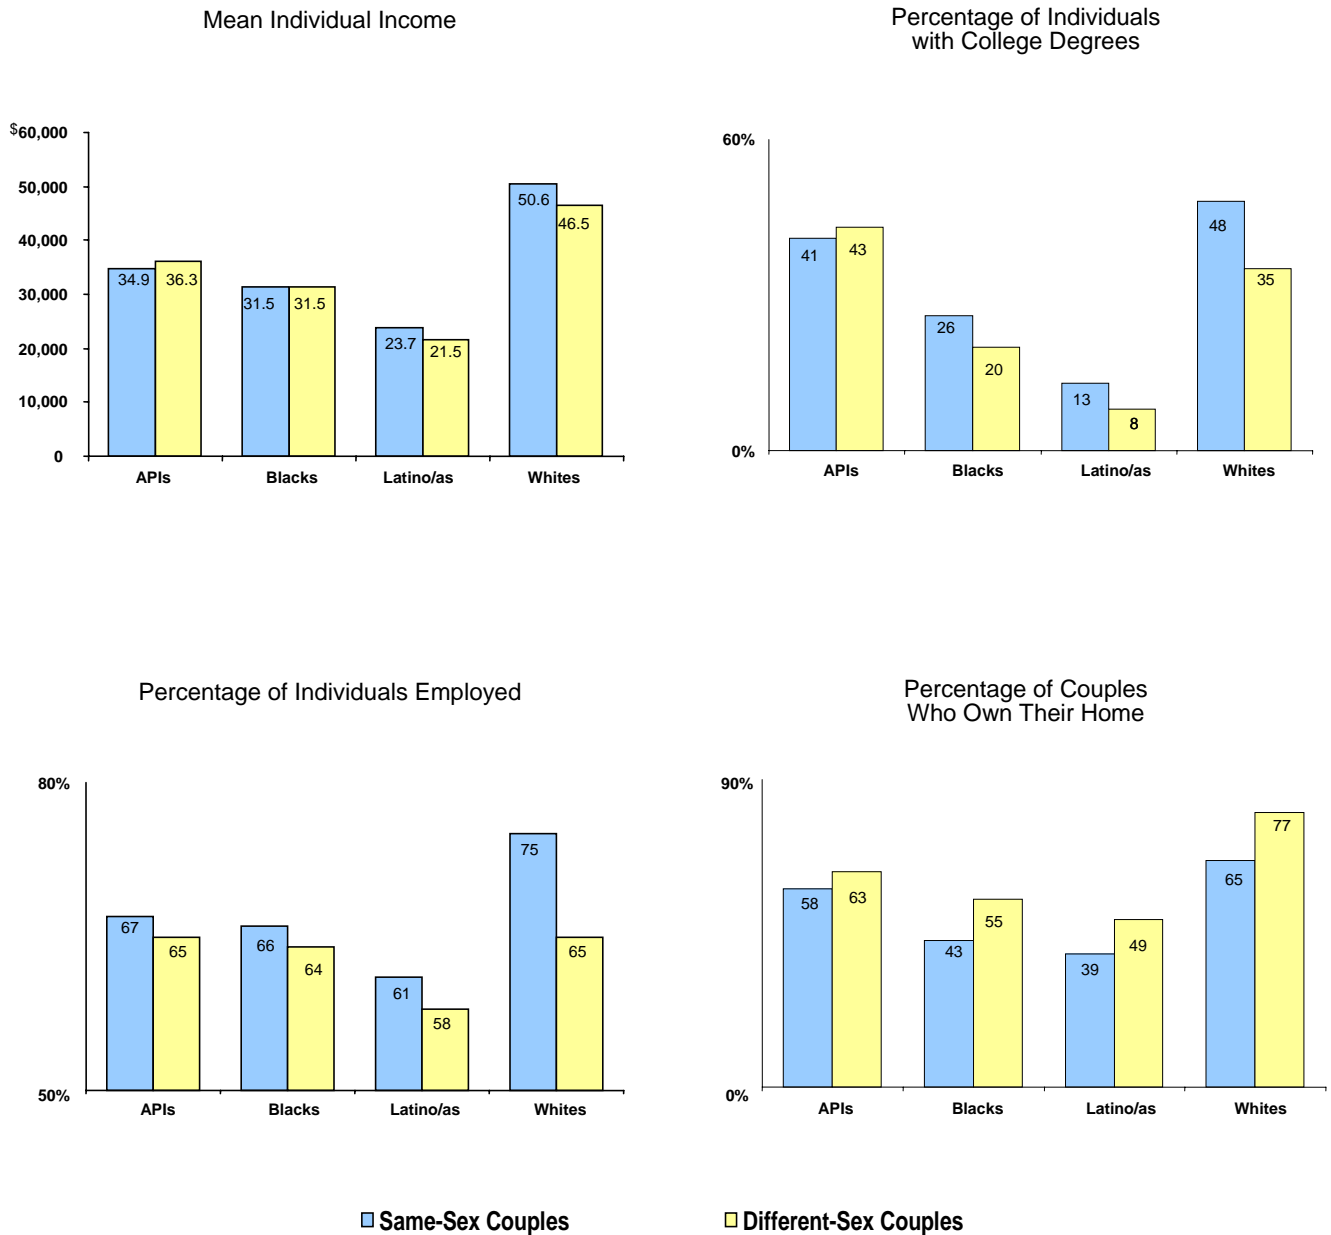 Mean Individual Income
$60,000
50,000
40,000
30,000
20,000
10,000
0
34.9
36.3
31.5
31.5
23.7
21.5
50.6
46.5
APIs
Blacks
Latino/as
Whites
Percentage of Individuals
with College Degrees
60%
0%
41
43
26
20
13
8
48
35
APIs
Blacks
Latino/as
Whites
Percentage of Individuals Employed
80%
50%
67
65
66
64
61
58
75
65
APIs
Blacks
Latino/as
Whites
Percentage of Couples
Who Own Their Home
90%
0%
58
63
43
55
39
49
65
77
APIs
Blacks
Latino/as
Whites
Same-Sex Couples
Different-Sex Couples